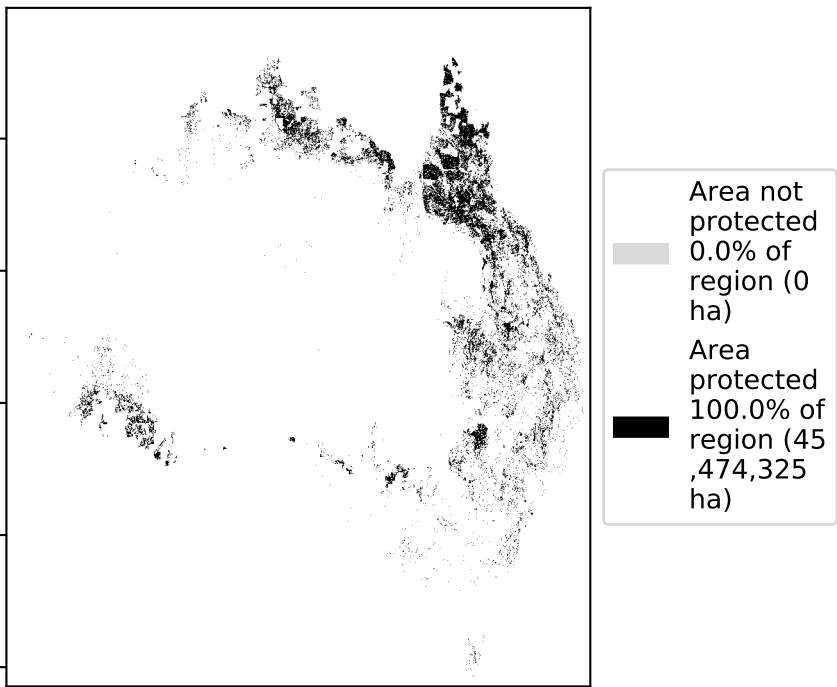 Area not
protected
0.0% of
region (0
ha)
Area
protected
100.0% of
region (45
,474,325
ha)